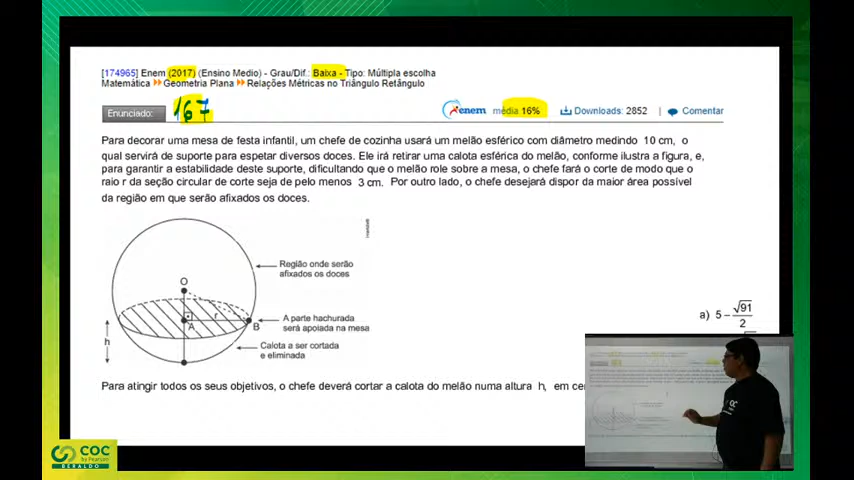 [174965] Enem (2017) (Ensino Medio) - Grau/Dif.: Baixa - Tipo: Múltipla escolha
Matemática Geometria Plana Relações Métricas no Triângulo Retângulo
Enunciado: 167 enem média 16% Downloads: 2852 | Comentar
Para decorar uma mesa de festa infantil, um chefe de cozinha usará um melão esférico com diâmetro medindo 10 cm, o
qual servirá de suporte para espetar diversos doces. Ele irá retirar uma calota esférica do melão, conforme ilustra a figura, e,
para garantir a estabilidade deste suporte, dificultando que o melão role sobre a mesa, o chefe fará o corte de modo que o
raio r da seção circular de corte seja de pelo menos 3 cm. Por outro lado, o chefe desejará dispor da maior área possível
da região em que serão afixados os doces.
Região onde serão
afixados os doces
O
A parte hachurada
será apoiada na mesa
r
A
B
h
Calota a ser cortada
e eliminada
a) 5 − √91
2
Para atingir todos os seus objetivos, o chefe deverá cortar a calota do melão numa altura h, em
COC
by Pearson
BERALDO